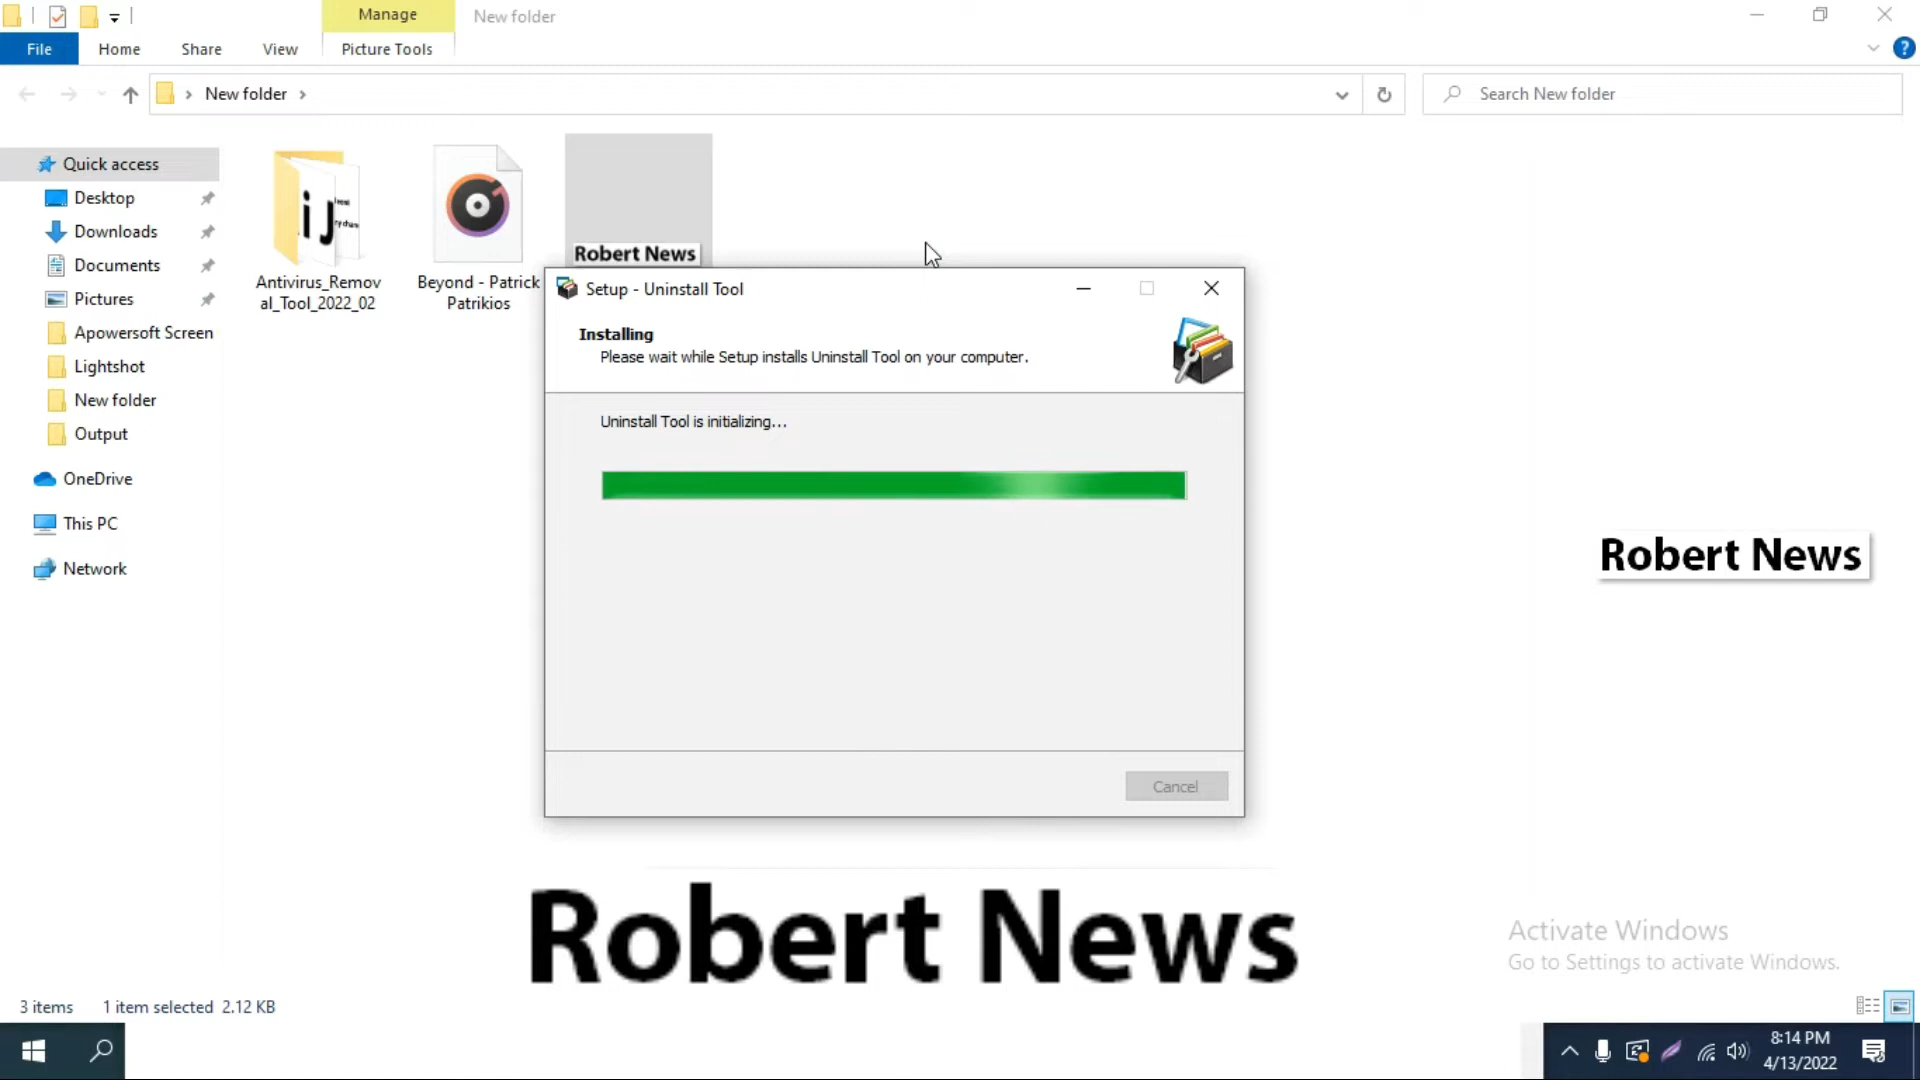 Manage
New folder
File
Home
Share
View
Picture Tools
New folder
Search New folder
Quick access
Desktop
Downloads
Documents
Pictures
Apowersoft Screen
Lightshot
New folder
Output
OneDrive
This PC
Network
Antivirus_Remov
al_Tool_2022_02
Beyond - Patrick
Patrikios
Robert News
Setup - Uninstall Tool
Installing
Please wait while Setup installs Uninstall Tool on your computer.
Uninstall Tool is initializing...
Cancel
Robert News
Robert News
Activate Windows
Go to Settings to activate Windows.
3 items
1 item selected 2.12 KB
8:14 PM
4/13/2022